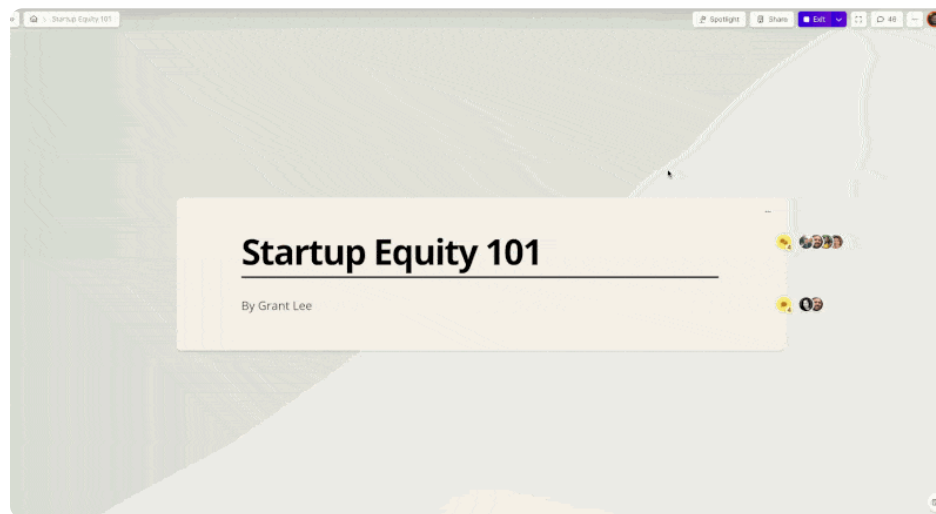 Startup Equity 101
Spotlight
Share
Exit
46
Startup Equity 101
By Grant Lee